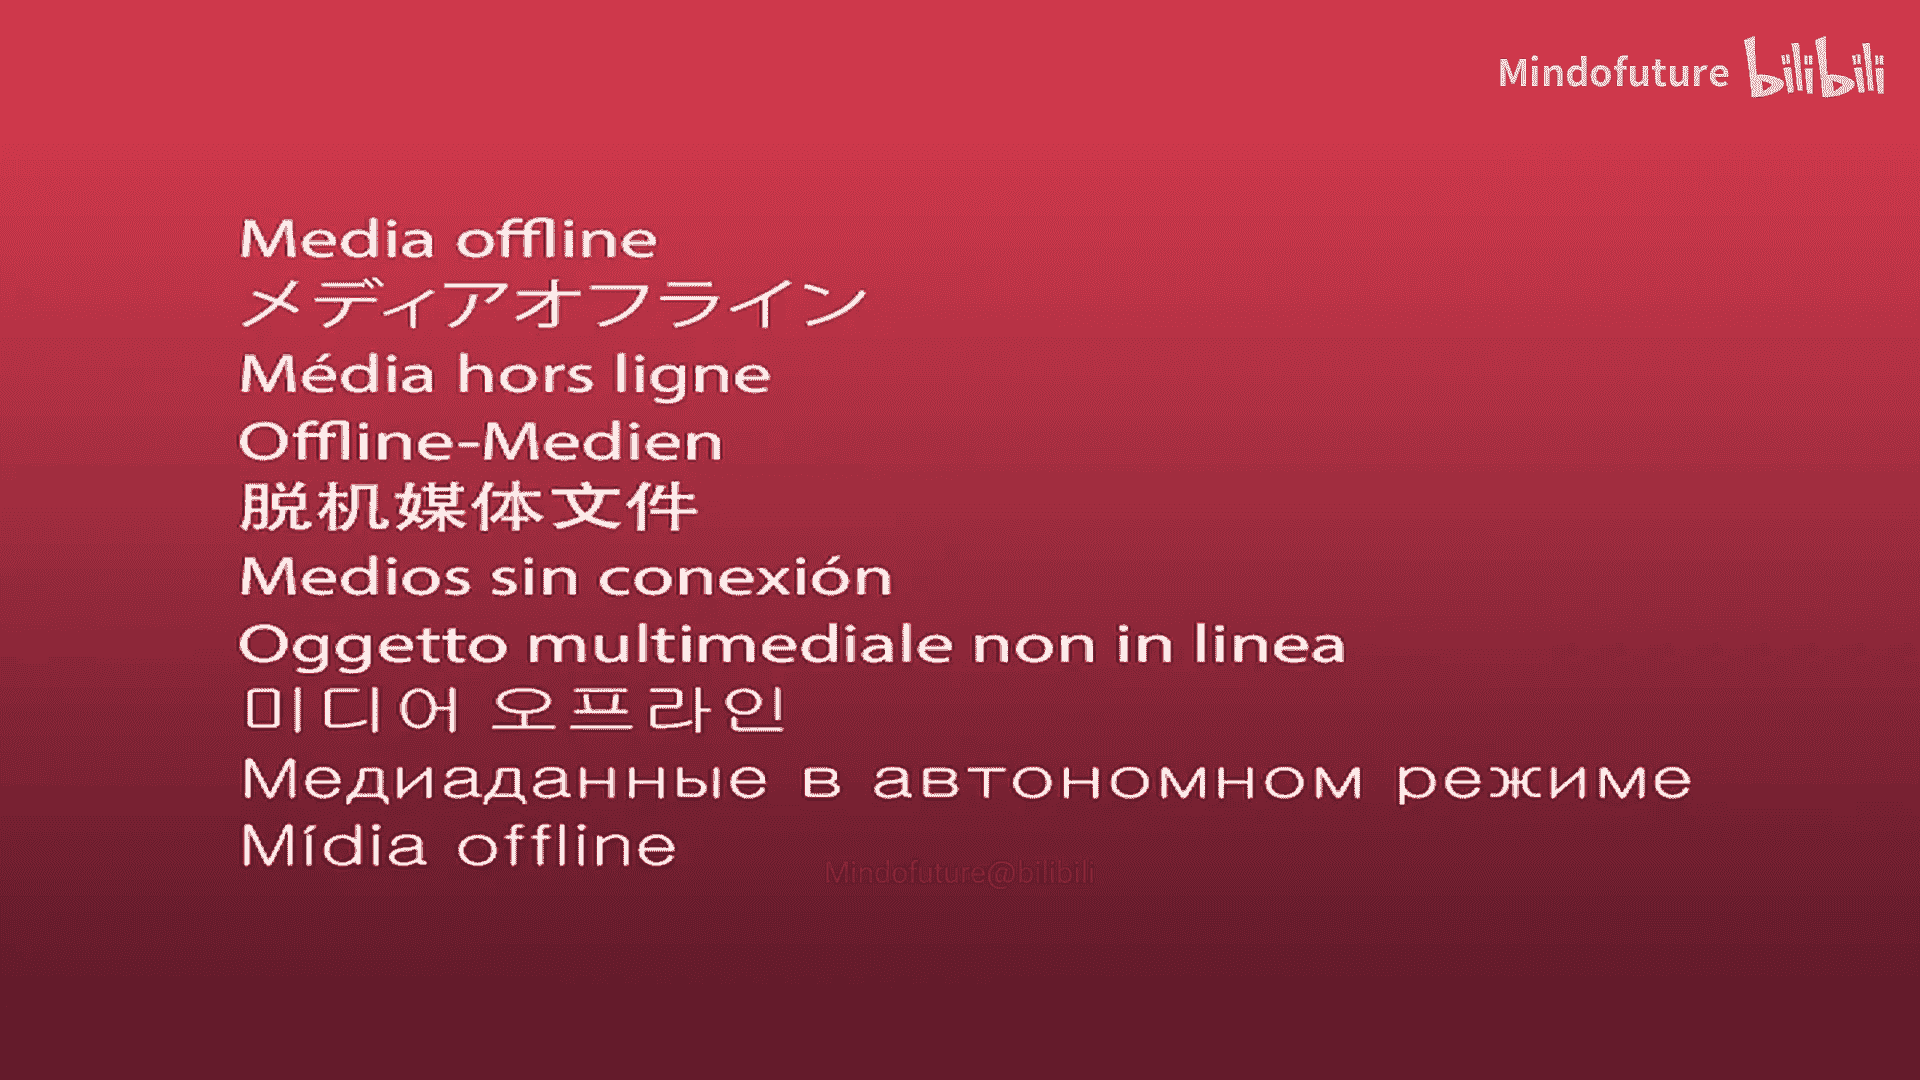 Mindofuture bilibili
Media offline
メディアオフライン
Média hors ligne
Offline-Medien
脱机媒体文件
Medios sin conexión
Oggetto multimediale non in linea
미디어 오프라인
Медиаданные в автономном режиме
Mídia offline
Mindofuture@bilibili